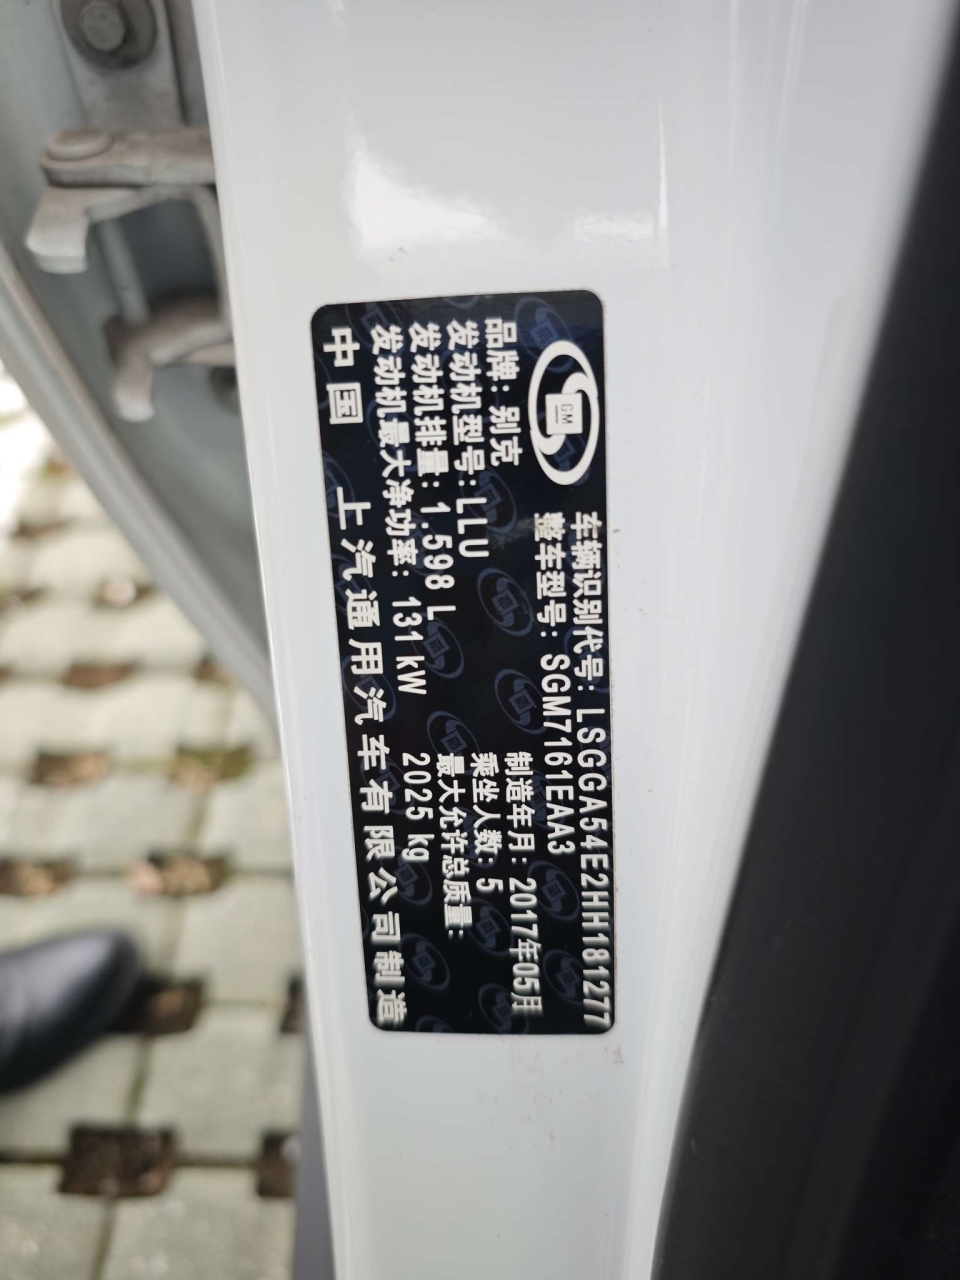 GM
车辆识别代号: LSGGA54E2HH181277
整车型号: SGM7161EAA3
品牌: 别克
制造年月: 2017年05月
发动机型号: LLU
乘坐人数: 5
发动机排量: 1.598 L
最大允许总质量:
发动机最大净功率: 131 kW
2025 kg
中国 上汽通用汽车有限公司制造